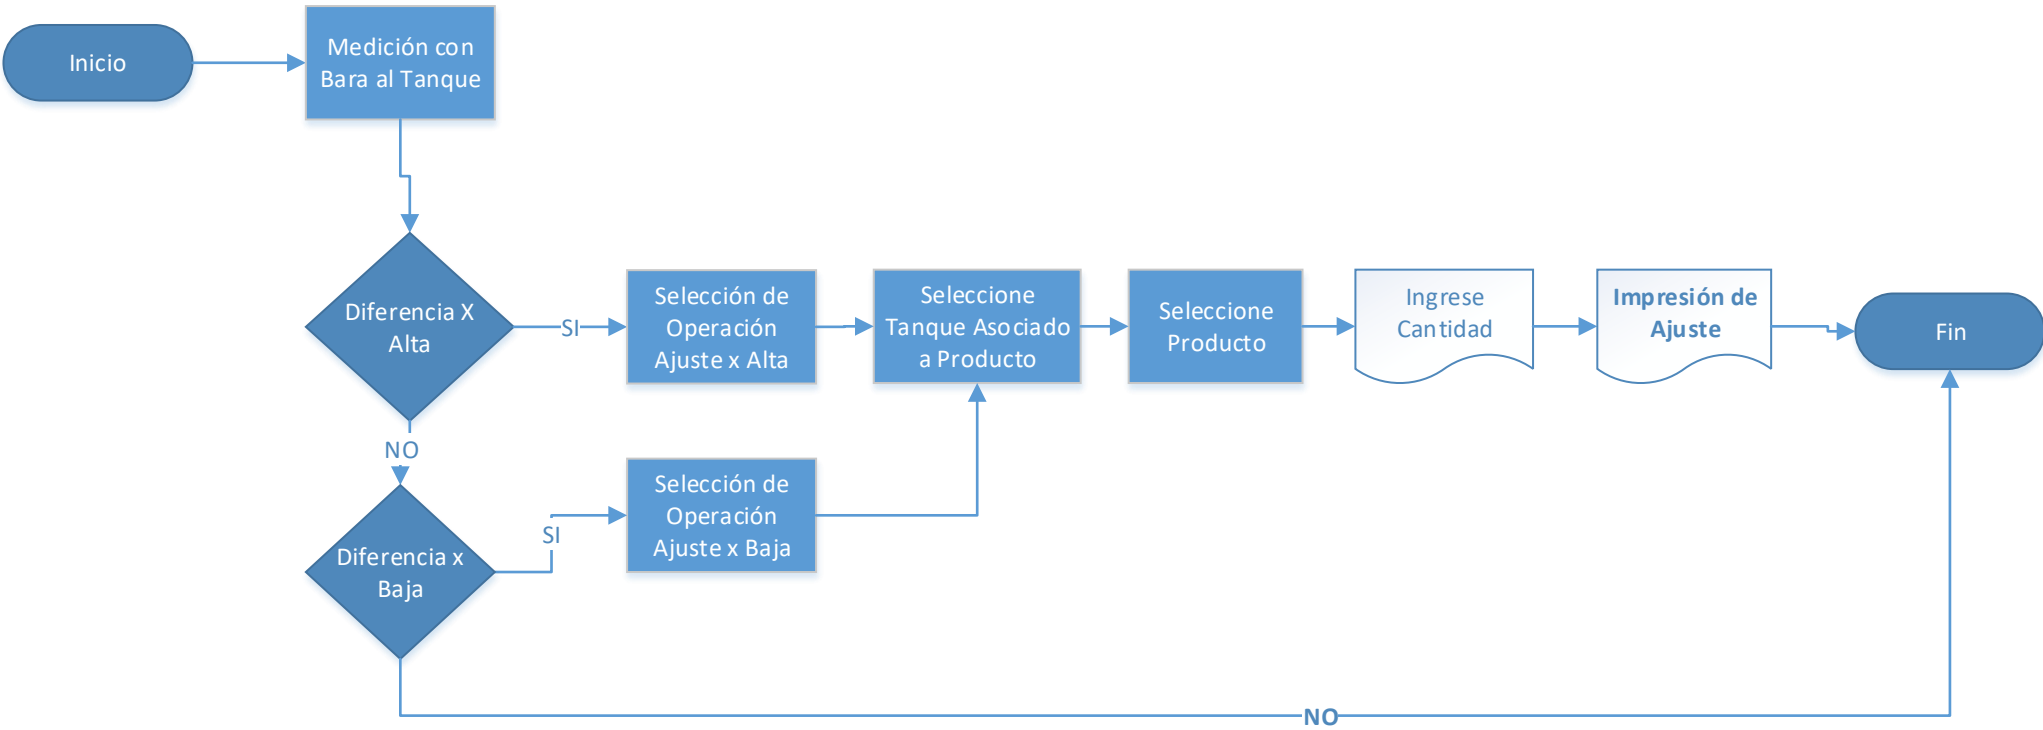 Inicio
Medición con
Bara al Tanque
Diferencia X
Alta
SI
Selección de
Operación
Ajuste x Alta
Seleccione
Tanque Asociado
a Producto
Seleccione
Producto
Ingrese
Cantidad
Impresión de
Ajuste
Fin
NO
Diferencia x
Baja
SI
Selección de
Operación
Ajuste x Baja
NO